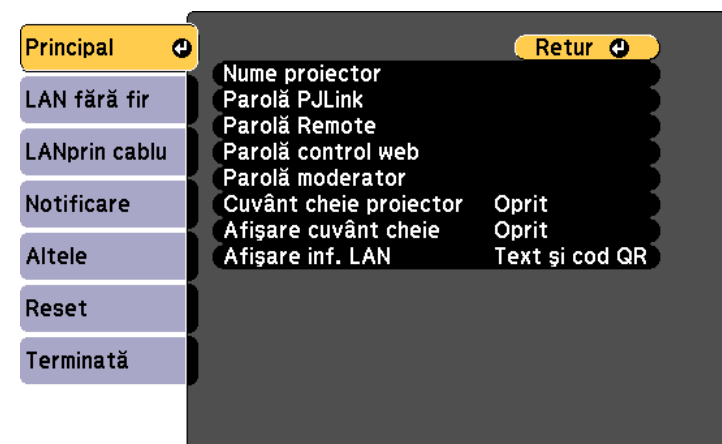 Principal
LAN fără fir
LANprin cablu
Notificare
Altele
Reset
Terminată
Retur
Nume proiector
Parolă PJLink
Parolă Remote
Parolă control web
Parolă moderator
Cuvânt cheie proiector Oprit
Afişare cuvânt cheie Oprit
Afişare inf. LAN Text şi cod QR